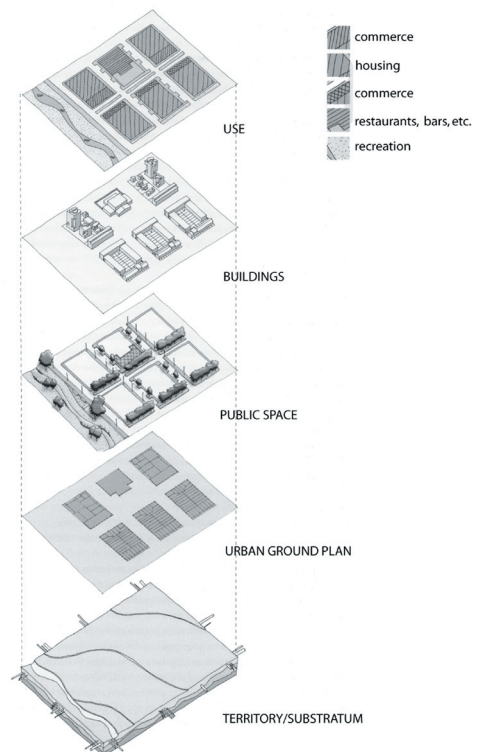 commerce
housing
commerce
restaurants, bars, etc.
recreation
USE
BUILDINGS
PUBLIC SPACE
URBAN GROUND PLAN
TERRITORY/SUBSTRATUM